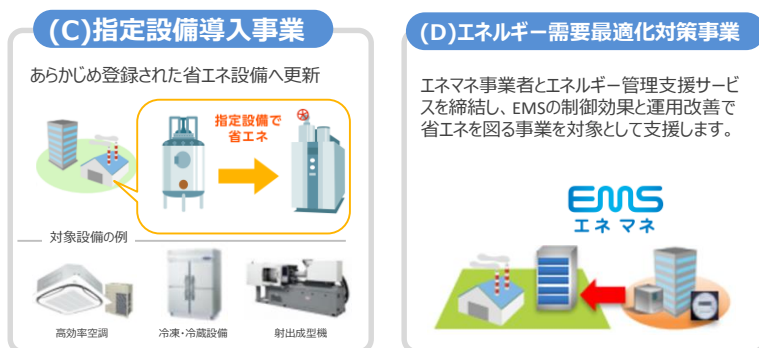 (C)指定設備導入事業
あらかじめ登録された省エネ設備へ更新
指定設備で
省エネ
対象設備の例
高効率空調
冷凍・冷蔵設備
射出成型機
(D)エネルギー需要最適化対策事業
エネマネ事業者とエネルギー管理支援サービ
スを締結し、EMSの制御効果と運用改善で
省エネを図る事業を対象として支援します。
EMS
エネマネ